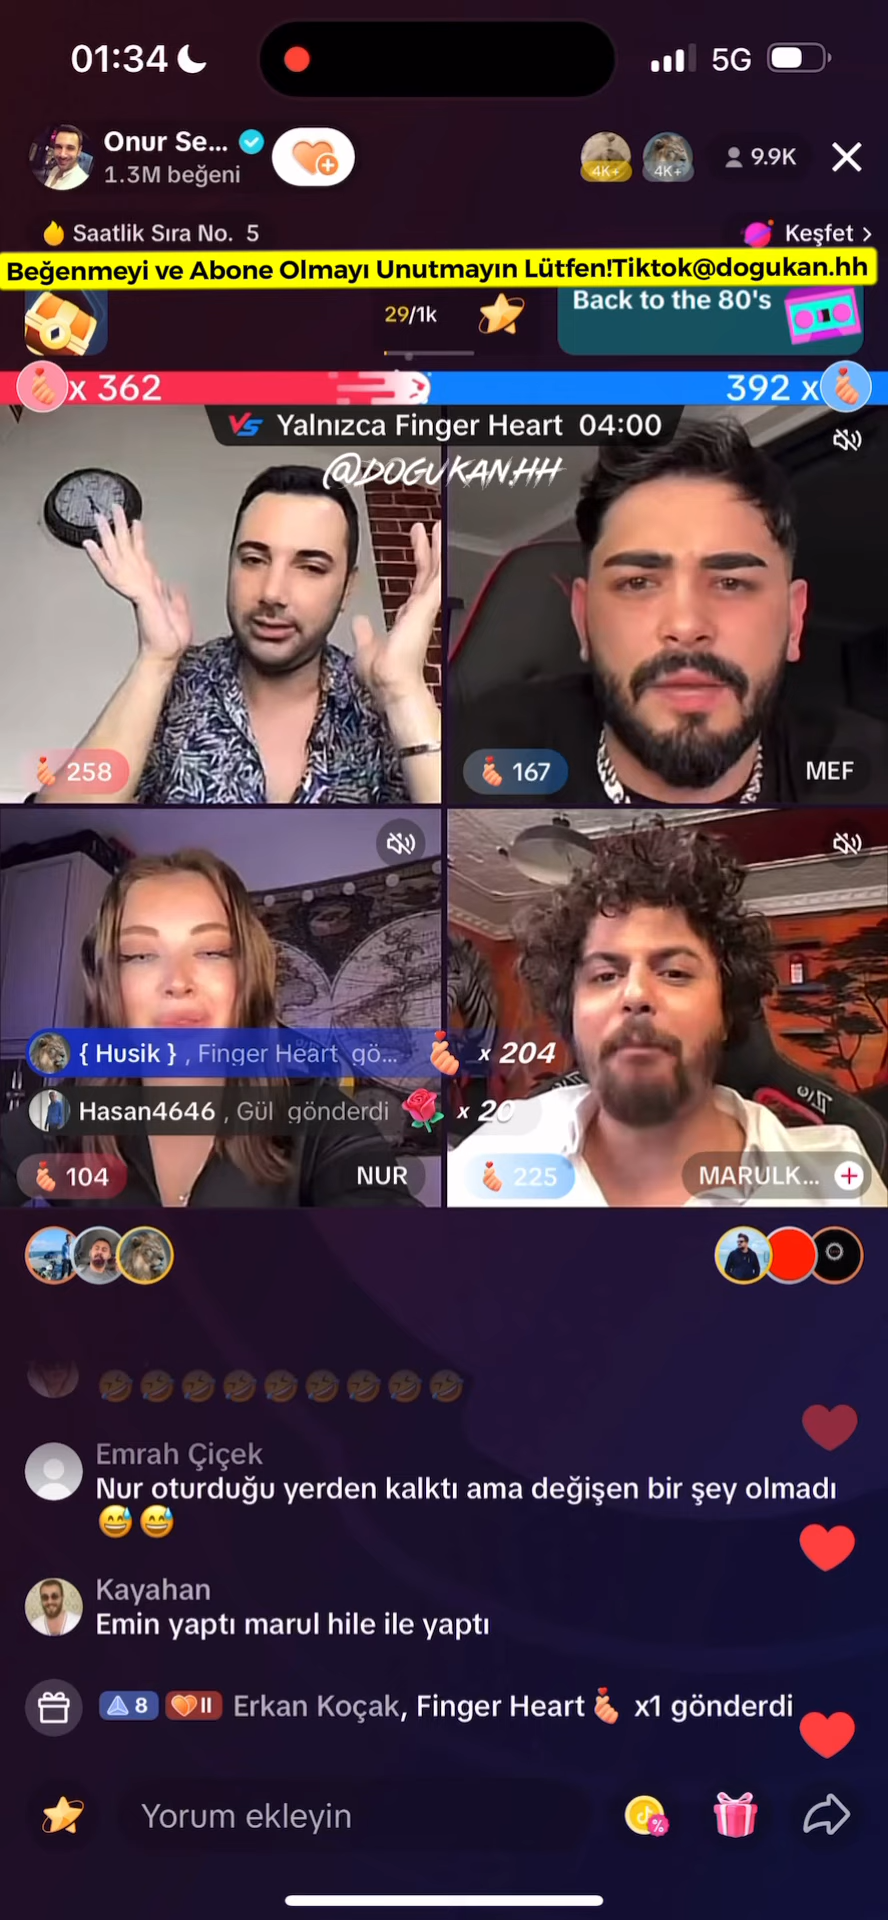 01:34
5G
Onur Se...
1.3M beğeni
4K+
4K+
9.9K
Saatlik Sıra No. 5
Keşfet >
Beğenmeyi ve Abone Olmayı Unutmayın Lütfen!Tiktok@dogukan.hh
29/1k
Back to the 80's
x 362
392 x
VS Yalnızca Finger Heart 04:00
@DOGUKAN.HH
258
167
MEF
{ Husik } , Finger Heart gö... x 204
Hasan4646 , Gül gönderdi x 20
104
NUR
225
MARULK...
Emrah Çiçek
Nur oturduğu yerden kalktı ama değişen bir şey olmadı
Kayahan
Emin yaptı marul hile ile yaptı
8 II Erkan Koçak, Finger Heart x1 gönderdi
Yorum ekleyin